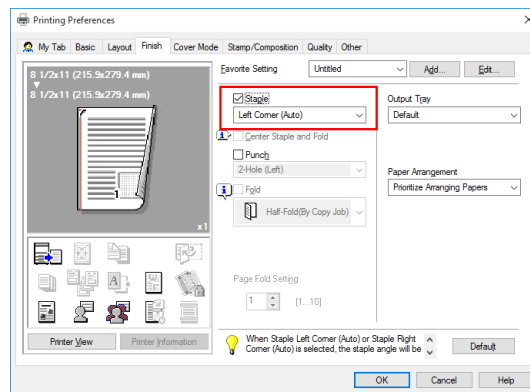 Printing Preferences
My Tab Basic Layout Finish Cover Mode Stamp/Composition Quality Other
8 1/2x11 (215.9x279.4 mm)
8 1/2x11 (215.9x279.4 mm)
1
x1
Favorite Setting Untitled Add... Edit...
Staple
Left Corner (Auto)
Center Staple and Fold
Punch
2-Hole (Left)
Fold
Half-Fold(By Copy Job)
Page Fold Setting
1 [1...10]
Output Tray
Default
Paper Arrangement
Prioritize Arranging Papers
Printer View Printer Information
When Staple Left Corner (Auto) or Staple Right
Corner (Auto) is selected, the staple angle will be
Default
OK Cancel Help